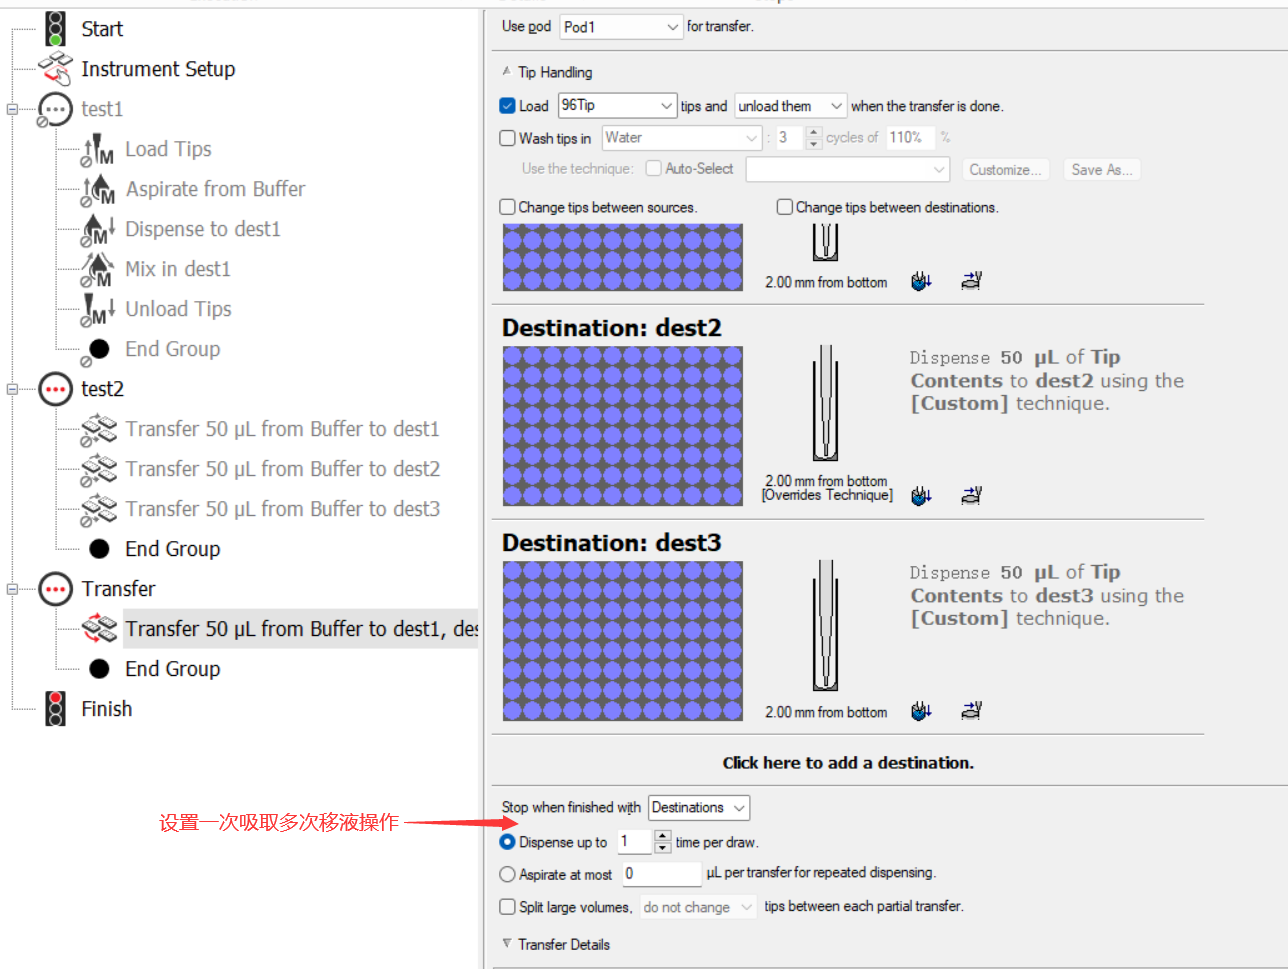 Start
Instrument Setup
test1
Load Tips
Aspirate from Buffer
Dispense to dest1
Mix in dest1
Unload Tips
End Group
test2
Transfer 50 µL from Buffer to dest1
Transfer 50 µL from Buffer to dest2
Transfer 50 µL from Buffer to dest3
End Group
Transfer
Transfer 50 µL from Buffer to dest1, des
End Group
Finish
设置一次吸取多次移液操作
Use pod Pod1 for transfer.
Tip Handling
Load 96Tip tips and unload them when the transfer is done.
Wash tips in Water : 3 cycles of 110% %
Use the technique: Auto-Select Customize... Save As...
Change tips between sources. Change tips between destinations.
2.00 mm from bottom
Destination: dest2
Dispense 50 µL of Tip
Contents to dest2 using the
[Custom] technique.
2.00 mm from bottom
[Overrides Technique]
Destination: dest3
Dispense 50 µL of Tip
Contents to dest3 using the
[Custom] technique.
2.00 mm from bottom
Click here to add a destination.
Stop when finished with Destinations
Dispense up to 1 time per draw.
Aspirate at most 0 µL per transfer for repeated dispensing.
Split large volumes, do not change tips between each partial transfer.
Transfer Details